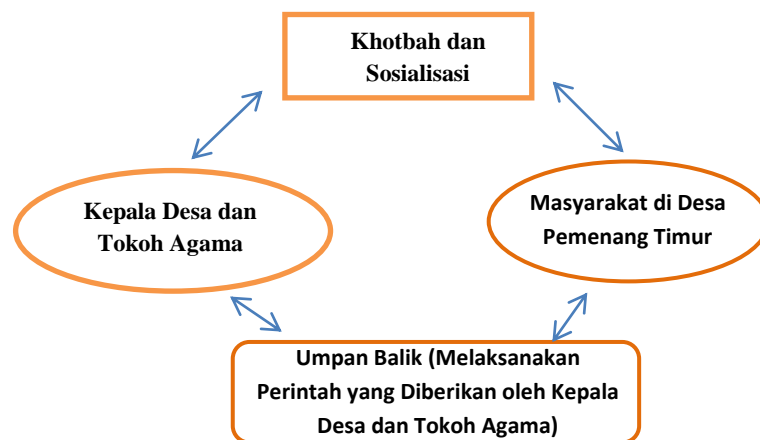 Khotbah dan
Sosialisasi
Kepala Desa dan
Tokoh Agama
Masyarakat di Desa
Pemenang Timur
Umpan Balik (Melaksanakan
Perintah yang Diberikan oleh Kepala
Desa dan Tokoh Agama)